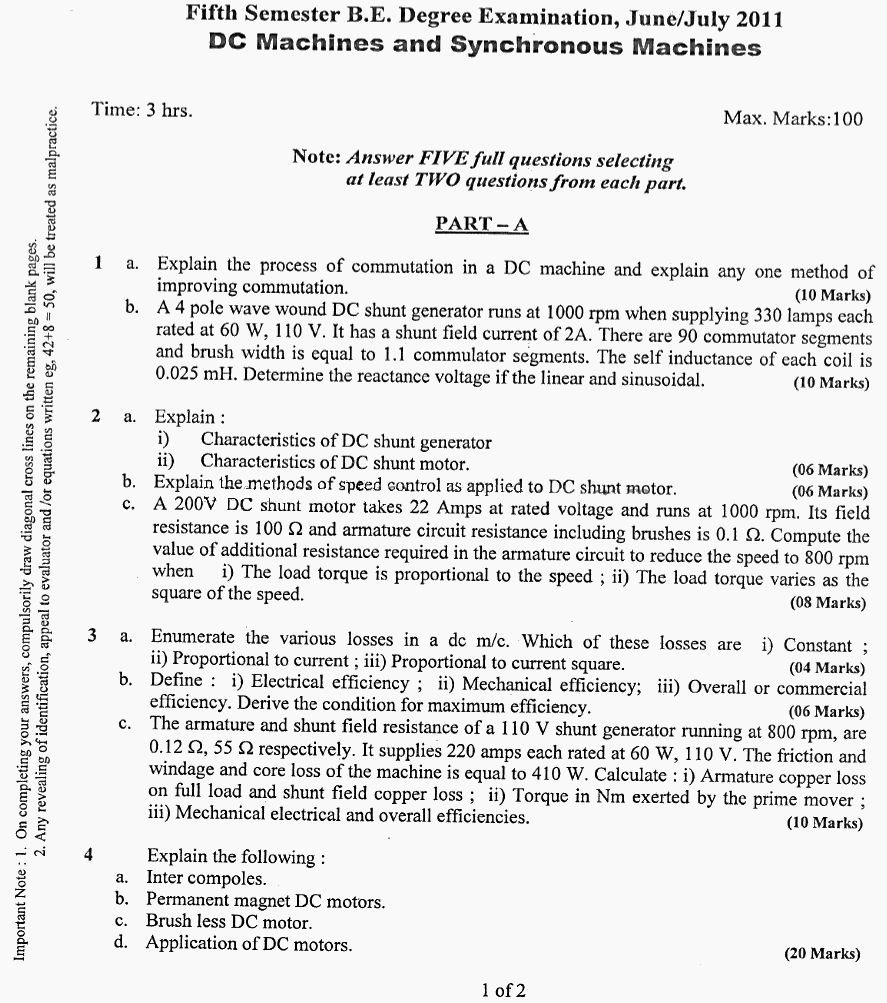 Fifth Semester B.E. Degree Examination, June/July 2011
DC Machines and Synchronous Machines
Time: 3 hrs.
Max. Marks:100
Note: Answer FIVE full questions selecting
at least TWO questions from each part.
PART – A
1 a. Explain the process of commutation in a DC machine and explain any one method of
improving commutation. (10 Marks)
b. A 4 pole wave wound DC shunt generator runs at 1000 rpm when supplying 330 lamps each
rated at 60 W, 110 V. It has a shunt field current of 2A. There are 90 commutator segments
and brush width is equal to 1.1 commulator segments. The self inductance of each coil is
0.025 mH. Determine the reactance voltage if the linear and sinusoidal. (10 Marks)
2 a. Explain :
i) Characteristics of DC shunt generator
ii) Characteristics of DC shunt motor. (06 Marks)
b. Explain the methods of speed control as applied to DC shunt motor. (06 Marks)
c. A 200V DC shunt motor takes 22 Amps at rated voltage and runs at 1000 rpm. Its field
resistance is 100 Ω and armature circuit resistance including brushes is 0.1 Ω. Compute the
value of additional resistance required in the armature circuit to reduce the speed to 800 rpm
when i) The load torque is proportional to the speed ; ii) The load torque varies as the
square of the speed. (08 Marks)
3 a. Enumerate the various losses in a dc m/c. Which of these losses are i) Constant ;
ii) Proportional to current ; iii) Proportional to current square. (04 Marks)
b. Define : i) Electrical efficiency ; ii) Mechanical efficiency; iii) Overall or commercial
efficiency. Derive the condition for maximum efficiency. (06 Marks)
c. The armature and shunt field resistance of a 110 V shunt generator running at 800 rpm, are
0.12 Ω, 55 Ω respectively. It supplies 220 amps each rated at 60 W, 110 V. The friction and
windage and core loss of the machine is equal to 410 W. Calculate : i) Armature copper loss
on full load and shunt field copper loss ; ii) Torque in Nm exerted by the prime mover ;
iii) Mechanical electrical and overall efficiencies. (10 Marks)
4 Explain the following :
a. Inter compoles.
b. Permanent magnet DC motors.
c. Brush less DC motor.
d. Application of DC motors. (20 Marks)
1 of 2
Important Note : 1. On completing your answers, compulsorily draw diagonal cross lines on the remaining blank pages.
2. Any revealing of identification, appeal to evaluator and /or equations written eg, 42+8 = 50, will be treated as malpractice.